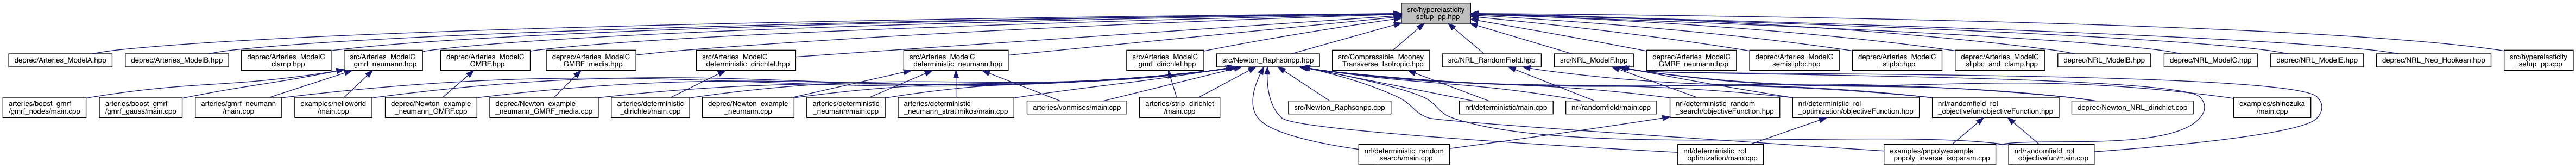 src/hyperelasticity
_setup_pp.hpp
deprec/Arteries_ModelA.hpp
deprec/Arteries_ModelB.hpp
deprec/Arteries_ModelC
_clamp.hpp
src/Arteries_ModelC
_gmrf_neumann.hpp
deprec/Arteries_ModelC
_GMRF.hpp
deprec/Arteries_ModelC
_GMRF_media.hpp
src/Arteries_ModelC
_deterministic_dirichlet.hpp
src/Arteries_ModelC
_deterministic_neumann.hpp
src/Arteries_ModelC
_gmrf_dirichlet.hpp
src/Newton_Raphsonpp.hpp
src/Compressible_Mooney
_Transverse_Isotropic.hpp
src/NRL_RandomField.hpp
src/NRL_ModelF.hpp
deprec/Arteries_ModelC
_GMRF_neumann.hpp
deprec/Arteries_ModelC
_semislipbc.hpp
deprec/Arteries_ModelC
_slipbc.hpp
deprec/Arteries_ModelC
_slipbc_and_clamp.hpp
deprec/NRL_ModelB.hpp
deprec/NRL_ModelC.hpp
deprec/NRL_ModelE.hpp
deprec/NRL_Neo_Hookean.hpp
src/hyperelasticity
_setup_pp.cpp
arteries/boost_gmrf
/gmrf_nodes/main.cpp
arteries/boost_gmrf
/gmrf_gauss/main.cpp
arteries/gmrf_neumann
/main.cpp
examples/helloworld
/main.cpp
deprec/Newton_example
_neumann_GMRF.cpp
deprec/Newton_example
_neumann_GMRF_media.cpp
arteries/deterministic
_dirichlet/main.cpp
deprec/Newton_example
_neumann.cpp
arteries/deterministic
_neumann/main.cpp
arteries/deterministic
_neumann_stratimikos/main.cpp
arteries/vonmises/main.cpp
arteries/strip_dirichlet
/main.cpp
src/Newton_Raphsonpp.cpp
nrl/deterministic/main.cpp
nrl/randomfield/main.cpp
nrl/deterministic_random
_search/objectiveFunction.hpp
nrl/deterministic_rol
_optimization/objectiveFunction.hpp
nrl/randomfield_rol
_objectivefun/objectiveFunction.hpp
deprec/Newton_NRL_dirichlet.cpp
examples/shinozuka
/main.cpp
nrl/deterministic_random
_search/main.cpp
nrl/deterministic_rol
_optimization/main.cpp
examples/pnpoly/example
_pnpoly_inverse_isoparam.cpp
nrl/randomfield_rol
_objectivefun/main.cpp